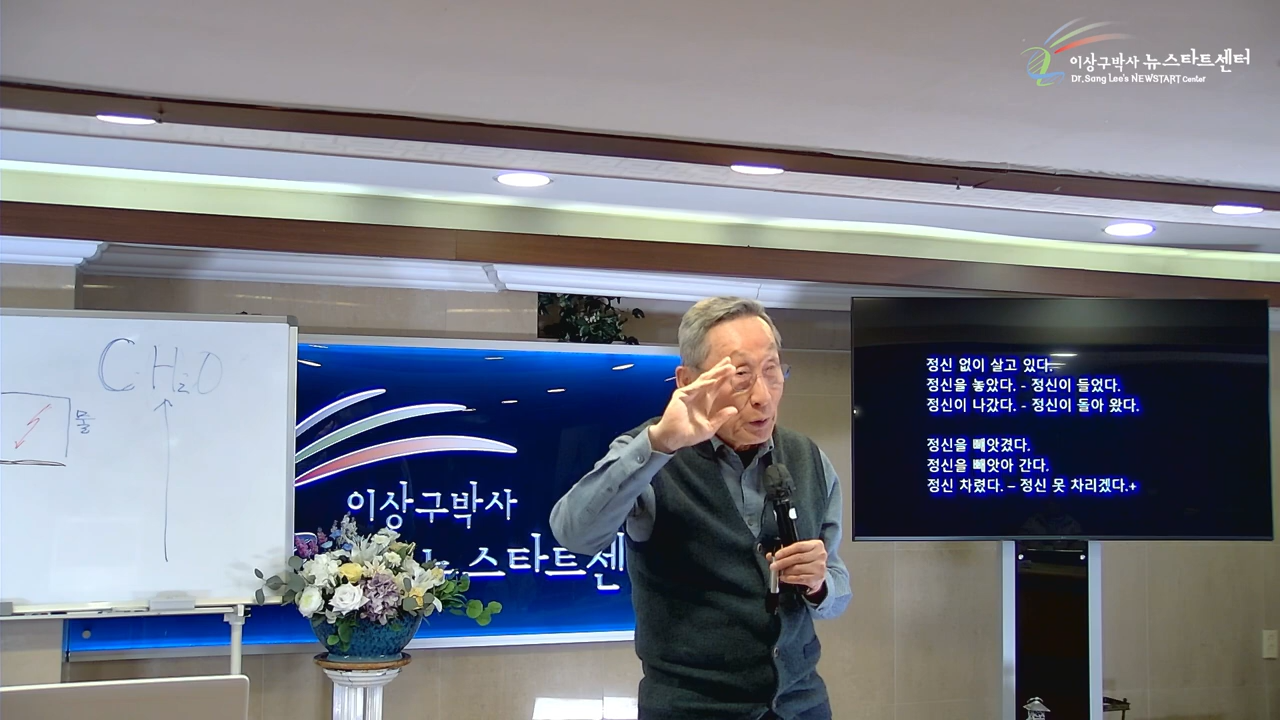 이상구박사 뉴스타트센터
Dr. Sang Lee's NEWSTART Center
CH₂O
물
이상구박사
뉴스타트센
정신 없이 살고 있다.
정신을 놓았다. - 정신이 들었다.
정신이 나갔다. - 정신이 돌아 왔다.
정신을 빼앗겼다.
정신을 빼앗아 간다.
정신 차렸다. – 정신 못 차리겠다.+